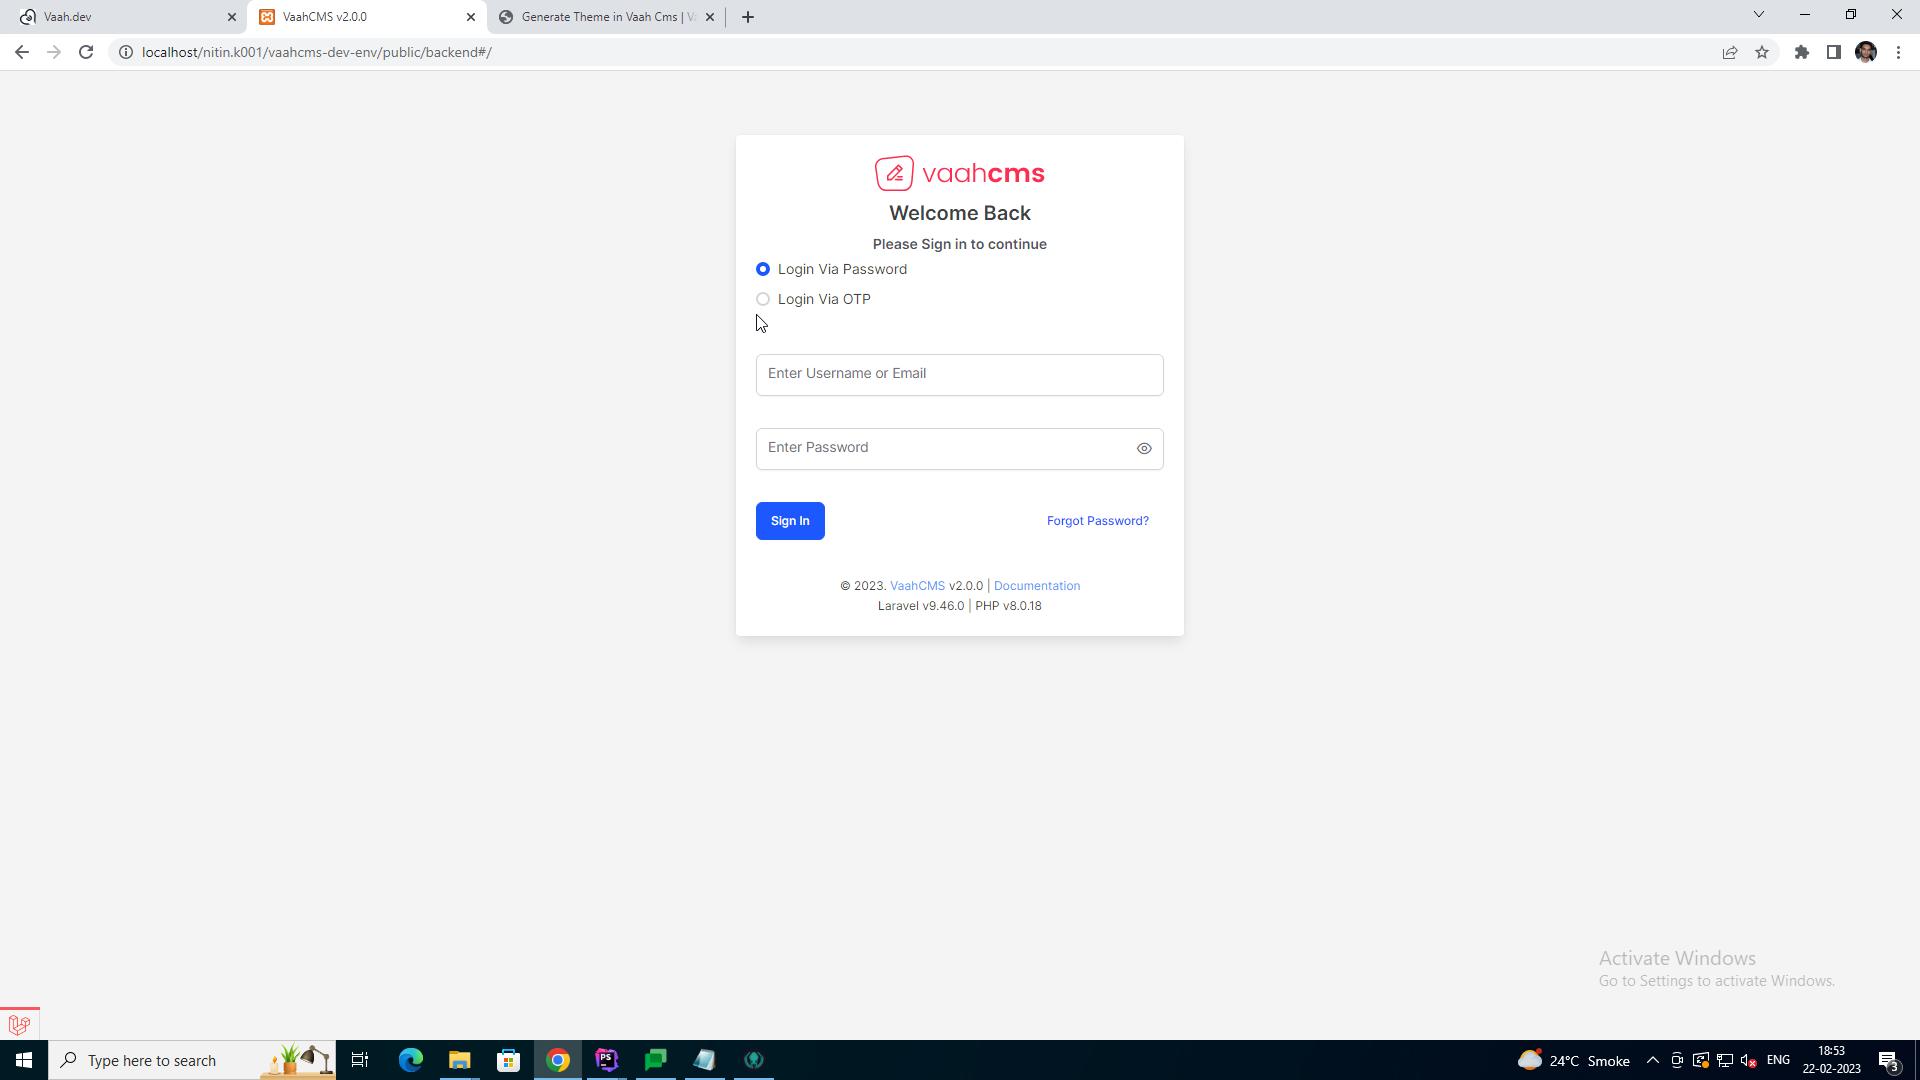 Vaah.dev
VaahCMS v2.0.0
Generate Theme in Vaah Cms | V
localhost/nitin.k001/vaahcms-dev-env/public/backend#/
vaahcms
Welcome Back
Please Sign in to continue
Login Via Password
Login Via OTP
Enter Username or Email
Enter Password
Sign In
Forgot Password?
© 2023. VaahCMS v2.0.0 | Documentation
Laravel v9.46.0 | PHP v8.0.18
Activate Windows
Go to Settings to activate Windows.
Type here to search
PS
24°C Smoke
ENG
18:53
22-02-2023
3